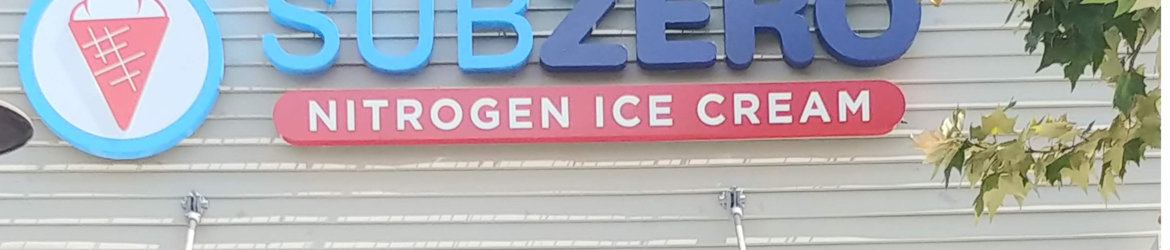 SUBZERO
NITROGEN ICE CREAM